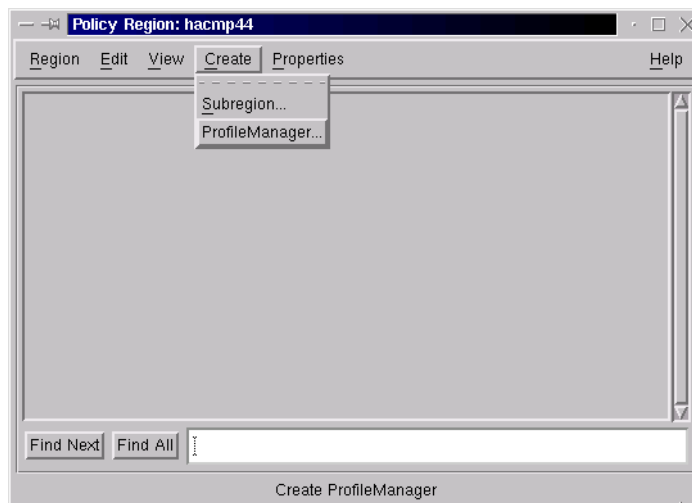 Policy Region: hacmp44
Region Edit View Create Properties Help
Subregion...
ProfileManager...
Find Next Find All
Create ProfileManager